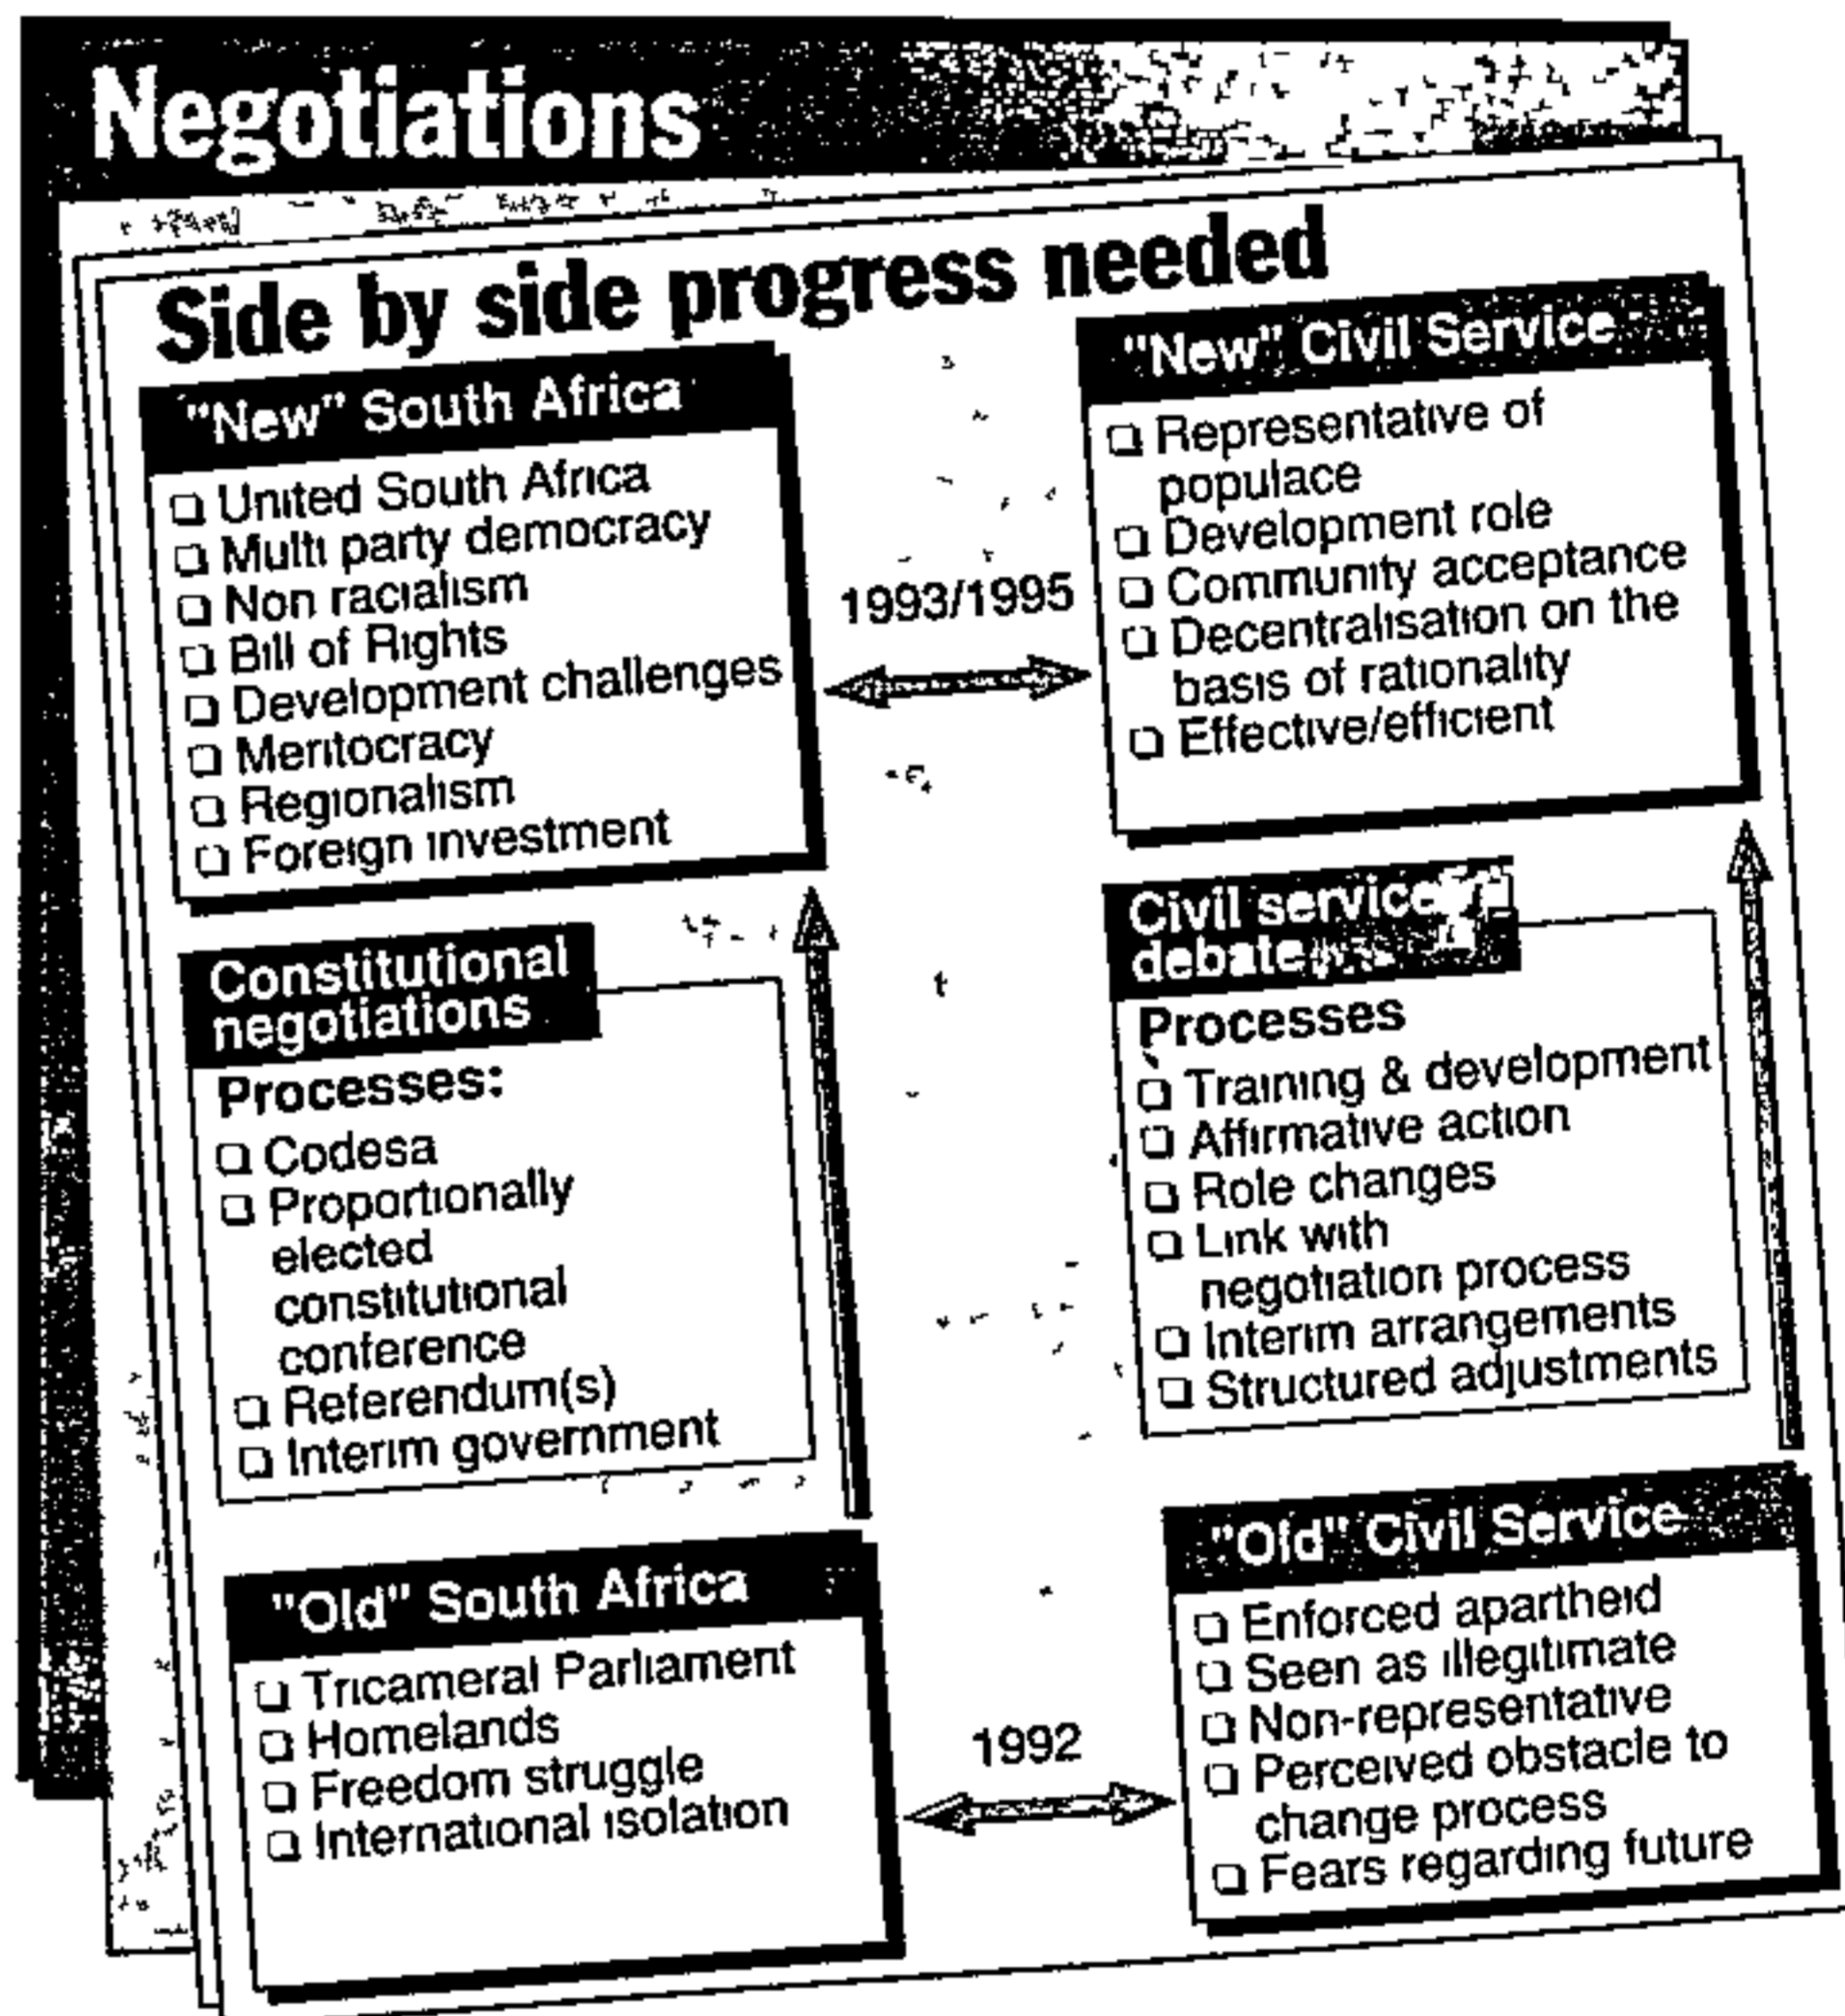 Negotiations
Side by side progress needed
"New" South Africa
❑ United South Africa
❑ Multi party democracy
❑ Non racialism
❑ Bill of Rights
❑ Development challenges
❑ Meritocracy
❑ Regionalism
❑ Foreign investment
1993/1995
"New" Civil Service
❑ Representative of
populace
❑ Development role
❑ Community acceptance
❑ Decentralisation on the
basis of rationality
❑ Effective/efficient
Constitutional
negotiations
Processes:
❑ Codesa
❑ Proportionally
elected
constitutional
conference
❑ Referendum(s)
❑ Interim government
Civil service
debate
Processes
❑ Training & development
❑ Affirmative action
❑ Role changes
❑ Link with
negotiation process
❑ Interim arrangements
❑ Structured adjustments
"Old" South Africa
❑ Tricameral Parliament
❑ Homelands
❑ Freedom struggle
❑ International isolation
1992
"Old" Civil Service
❑ Enforced apartheid
❑ Seen as illegitimate
❑ Non-representative
❑ Perceived obstacle to
change process
❑ Fears regarding future